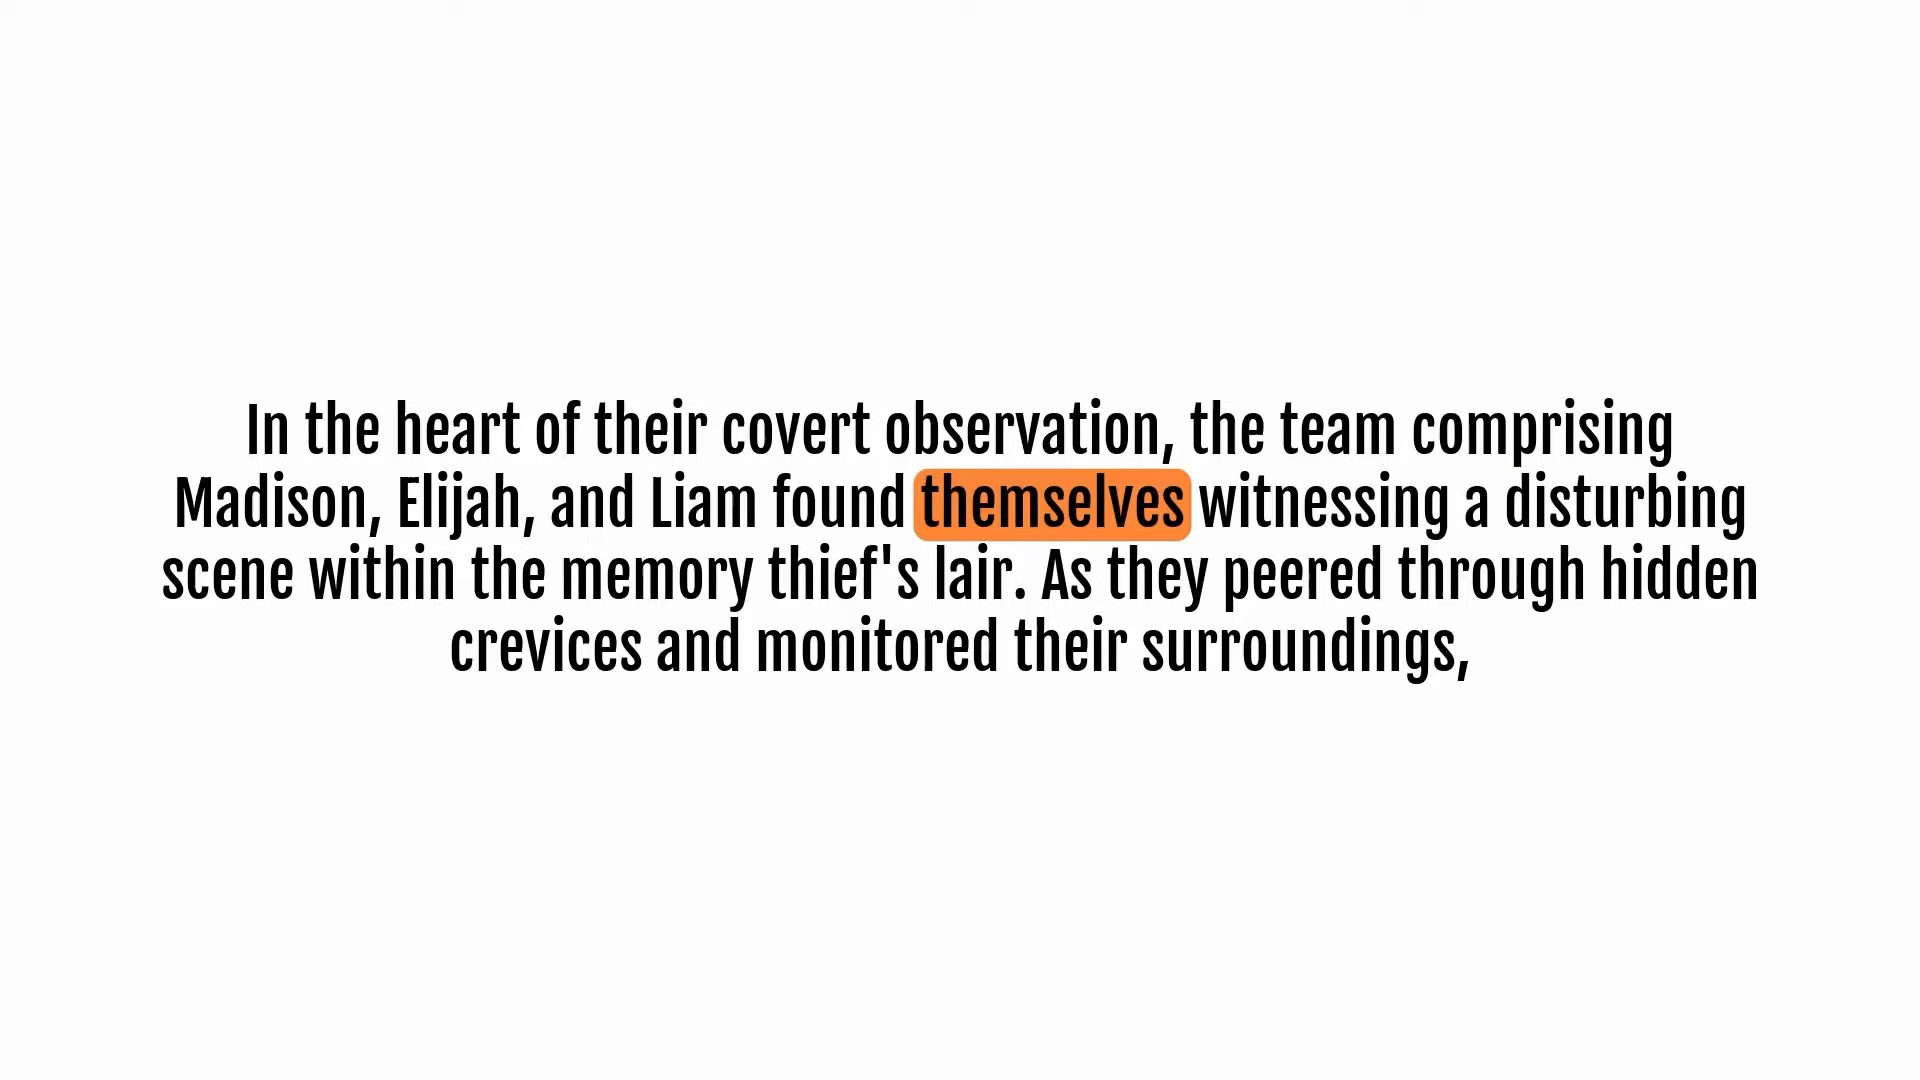 In the heart of their covert observation, the team comprising
Madison, Elijah, and Liam found themselves witnessing a disturbing
scene within the memory thief's lair. As they peered through hidden
crevices and monitored their surroundings,